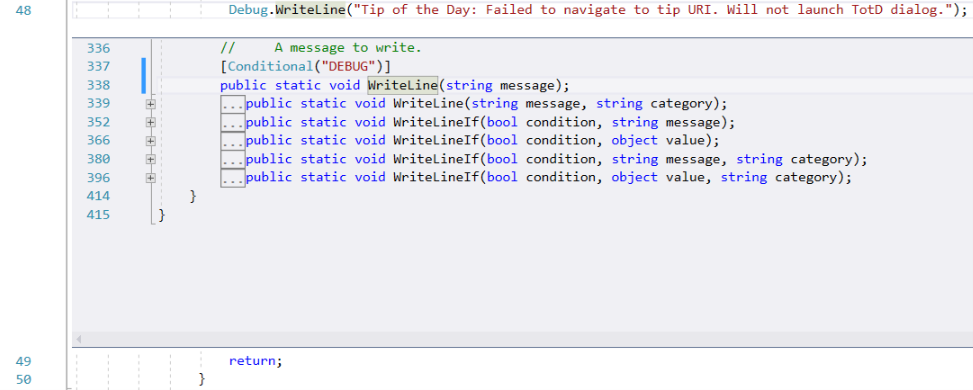 48 Debug.WriteLine("Tip of the Day: Failed to navigate to tip URI. Will not launch TotD dialog.");
336 // A message to write.
337 [Conditional("DEBUG")]
338 public static void WriteLine(string message);
339 ...public static void WriteLine(string message, string category);
352 ...public static void WriteLineIf(bool condition, string message);
366 ...public static void WriteLineIf(bool condition, object value);
380 ...public static void WriteLineIf(bool condition, string message, string category);
396 ...public static void WriteLineIf(bool condition, object value, string category);
414 }
415 }
49 return;
50 }